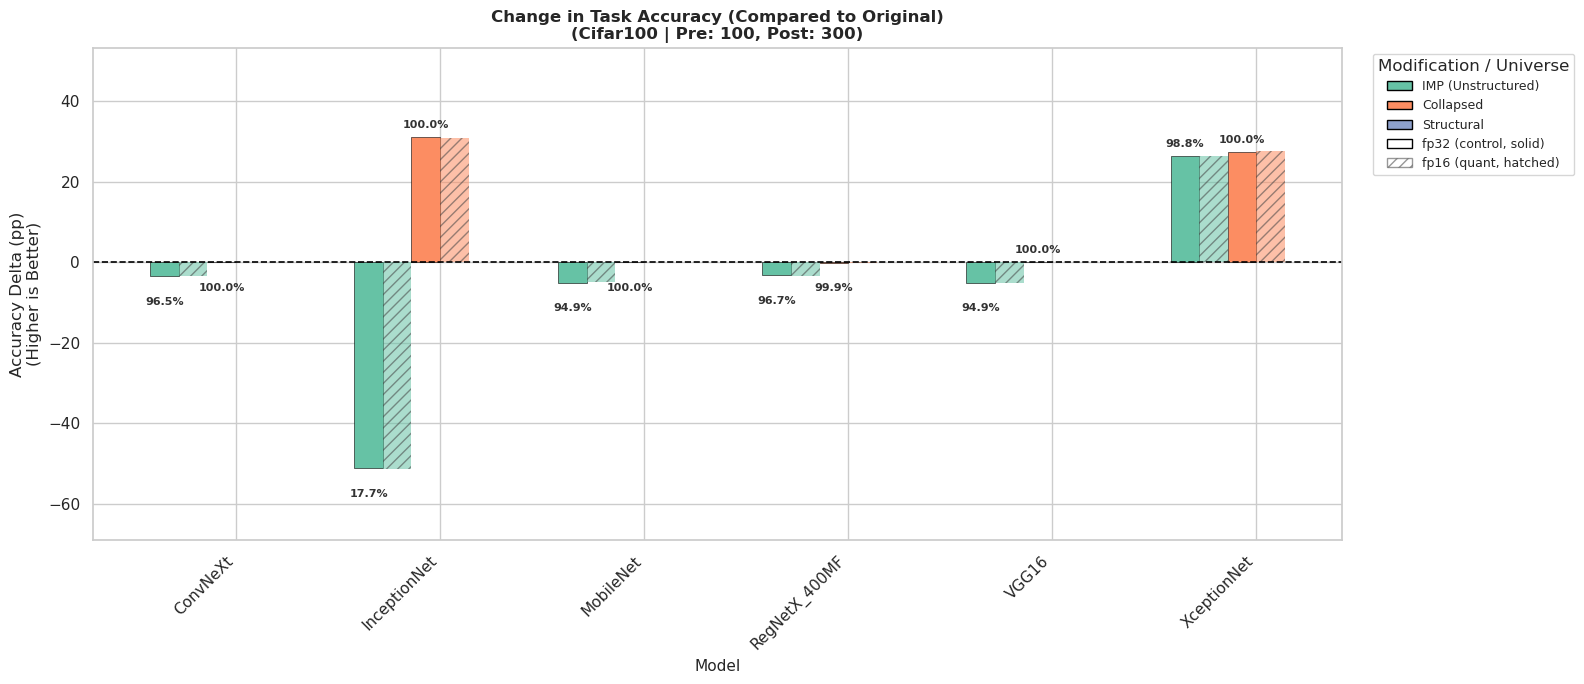 Change in Task Accuracy (Compared to Original)
(Cifar100 | Pre: 100, Post: 300)
Modification / Universe
IMP (Unstructured)
Collapsed
Structural
fp32 (control, solid)
fp16 (quant, hatched)
Accuracy Delta (pp)
(Higher is Better)
40
20
0
−20
−40
−60
96.5%
100.0%
17.7%
100.0%
94.9%
100.0%
96.7%
99.9%
94.9%
100.0%
98.8%
100.0%
ConvNeXt
InceptionNet
MobileNet
RegNetX_400MF
VGG16
XceptionNet
Model